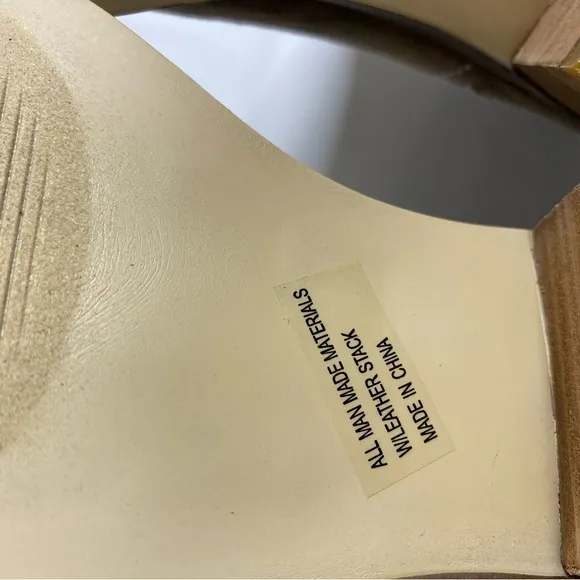 ALL MAN MADE MATERIALS
W/LEATHER STACK
MADE IN CHINA